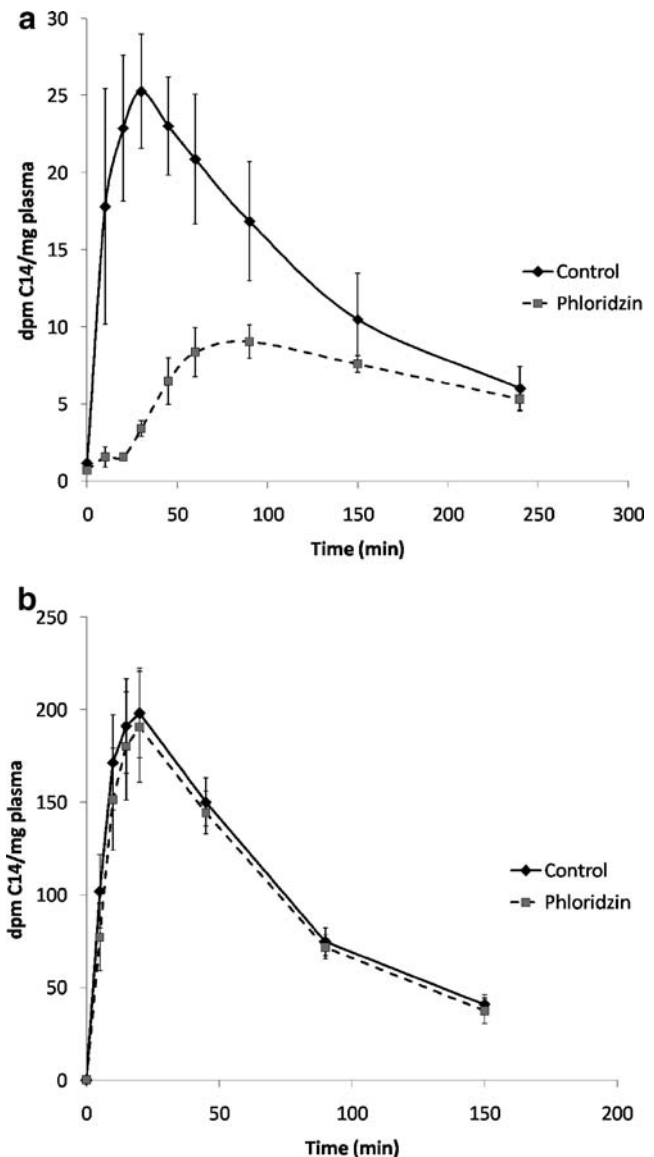 a
30
25
20
15
10
5
0
dpm C14/mg plasma
Control
Phloridzin
0 50 100 150 200 250 300
Time (min)
b
250
200
150
100
50
0
dpm C14/mg plasma
Control
Phloridzin
0 50 100 150 200
Time (min)